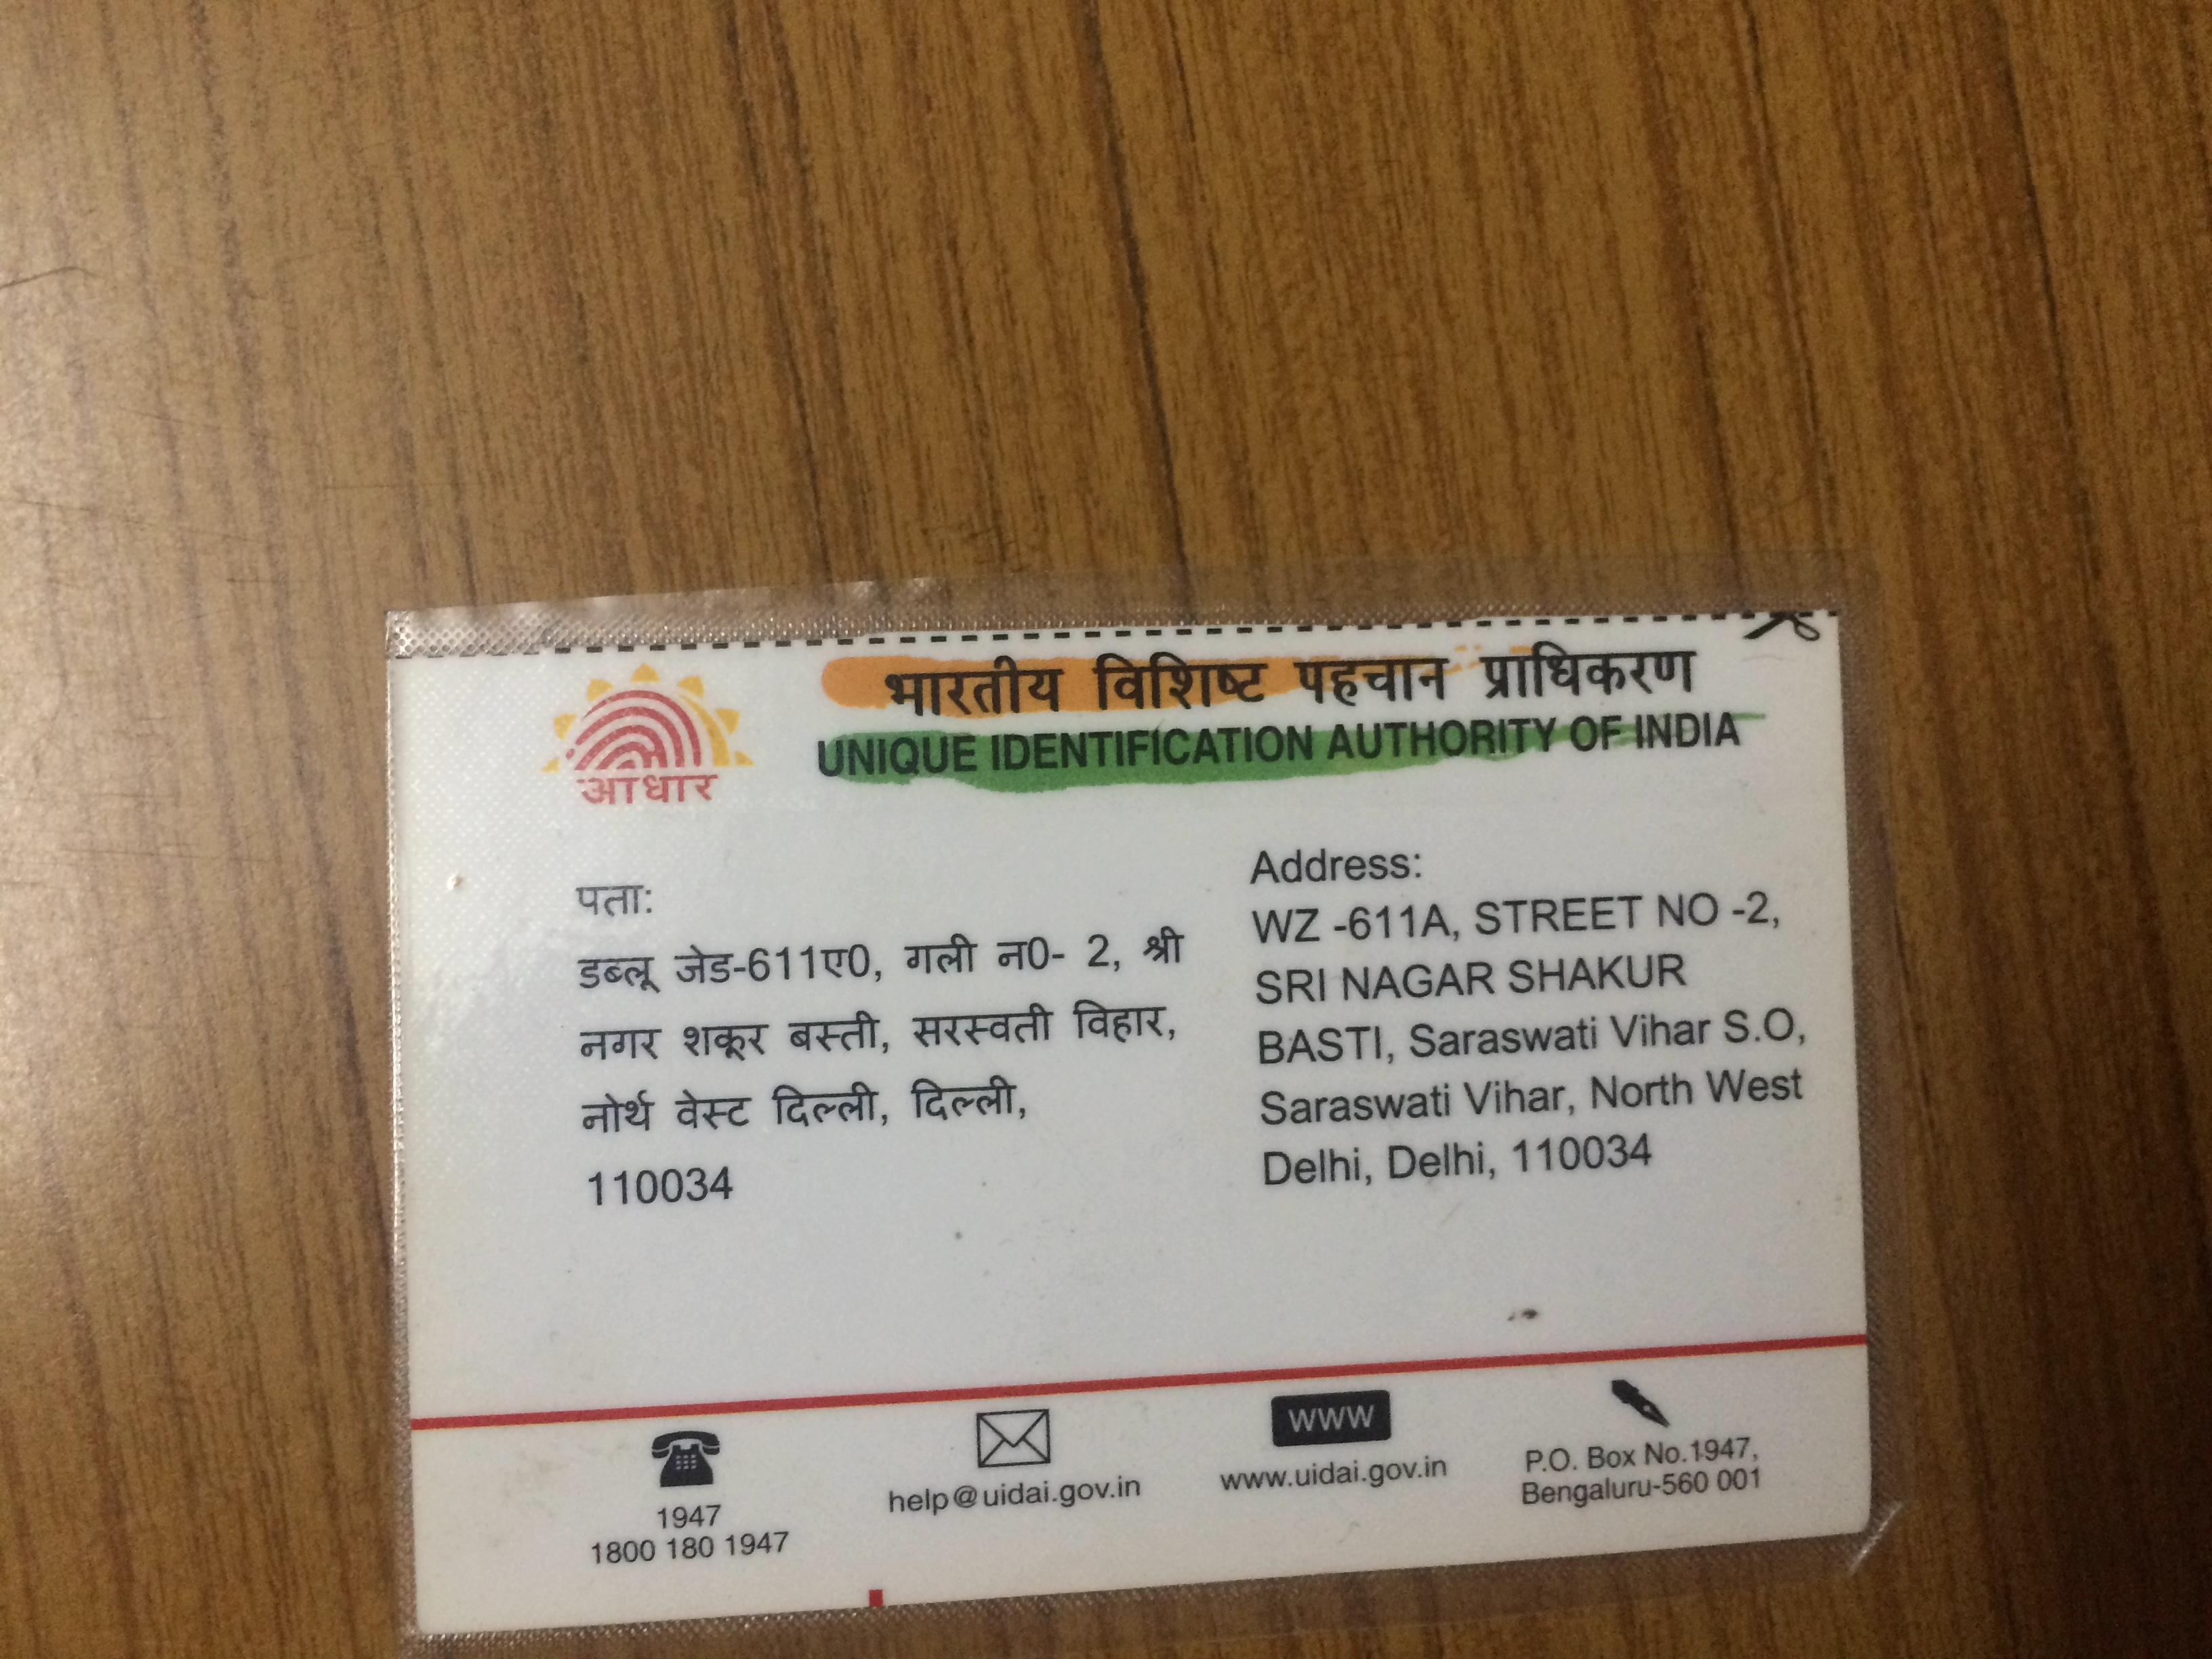 भारतीय विशिष्ट पहचान प्राधिकरण
UNIQUE IDENTIFICATION AUTHORITY OF INDIA
आधार
पता:
डब्लू जेड-611ए0, गली न0- 2, श्री
नगर शकूर बस्ती, सरस्वती विहार,
नोर्थ वेस्ट दिल्ली, दिल्ली,
110034
Address:
WZ -611A, STREET NO -2,
SRI NAGAR SHAKUR
BASTI, Saraswati Vihar S.O,
Saraswati Vihar, North West
Delhi, Delhi, 110034
1947
1800 180 1947
help@uidai.gov.in
www
www.uidai.gov.in
P.O. Box No.1947,
Bengaluru-560 001